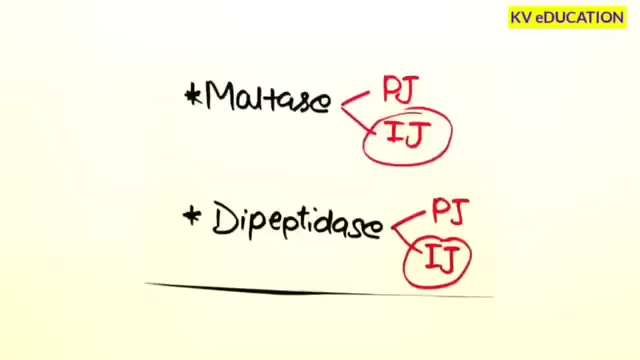 KV eDUCATION
*Maltase
PJ
IJ
* Dipeptidase
PJ
IJ